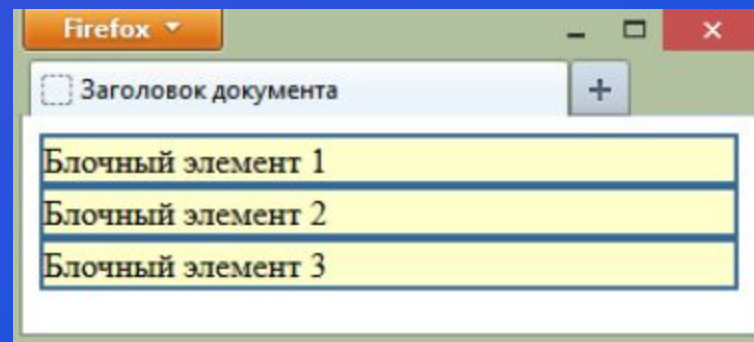 Firefox
Заголовок документа
Блочный элемент 1
Блочный элемент 2
Блочный элемент 3